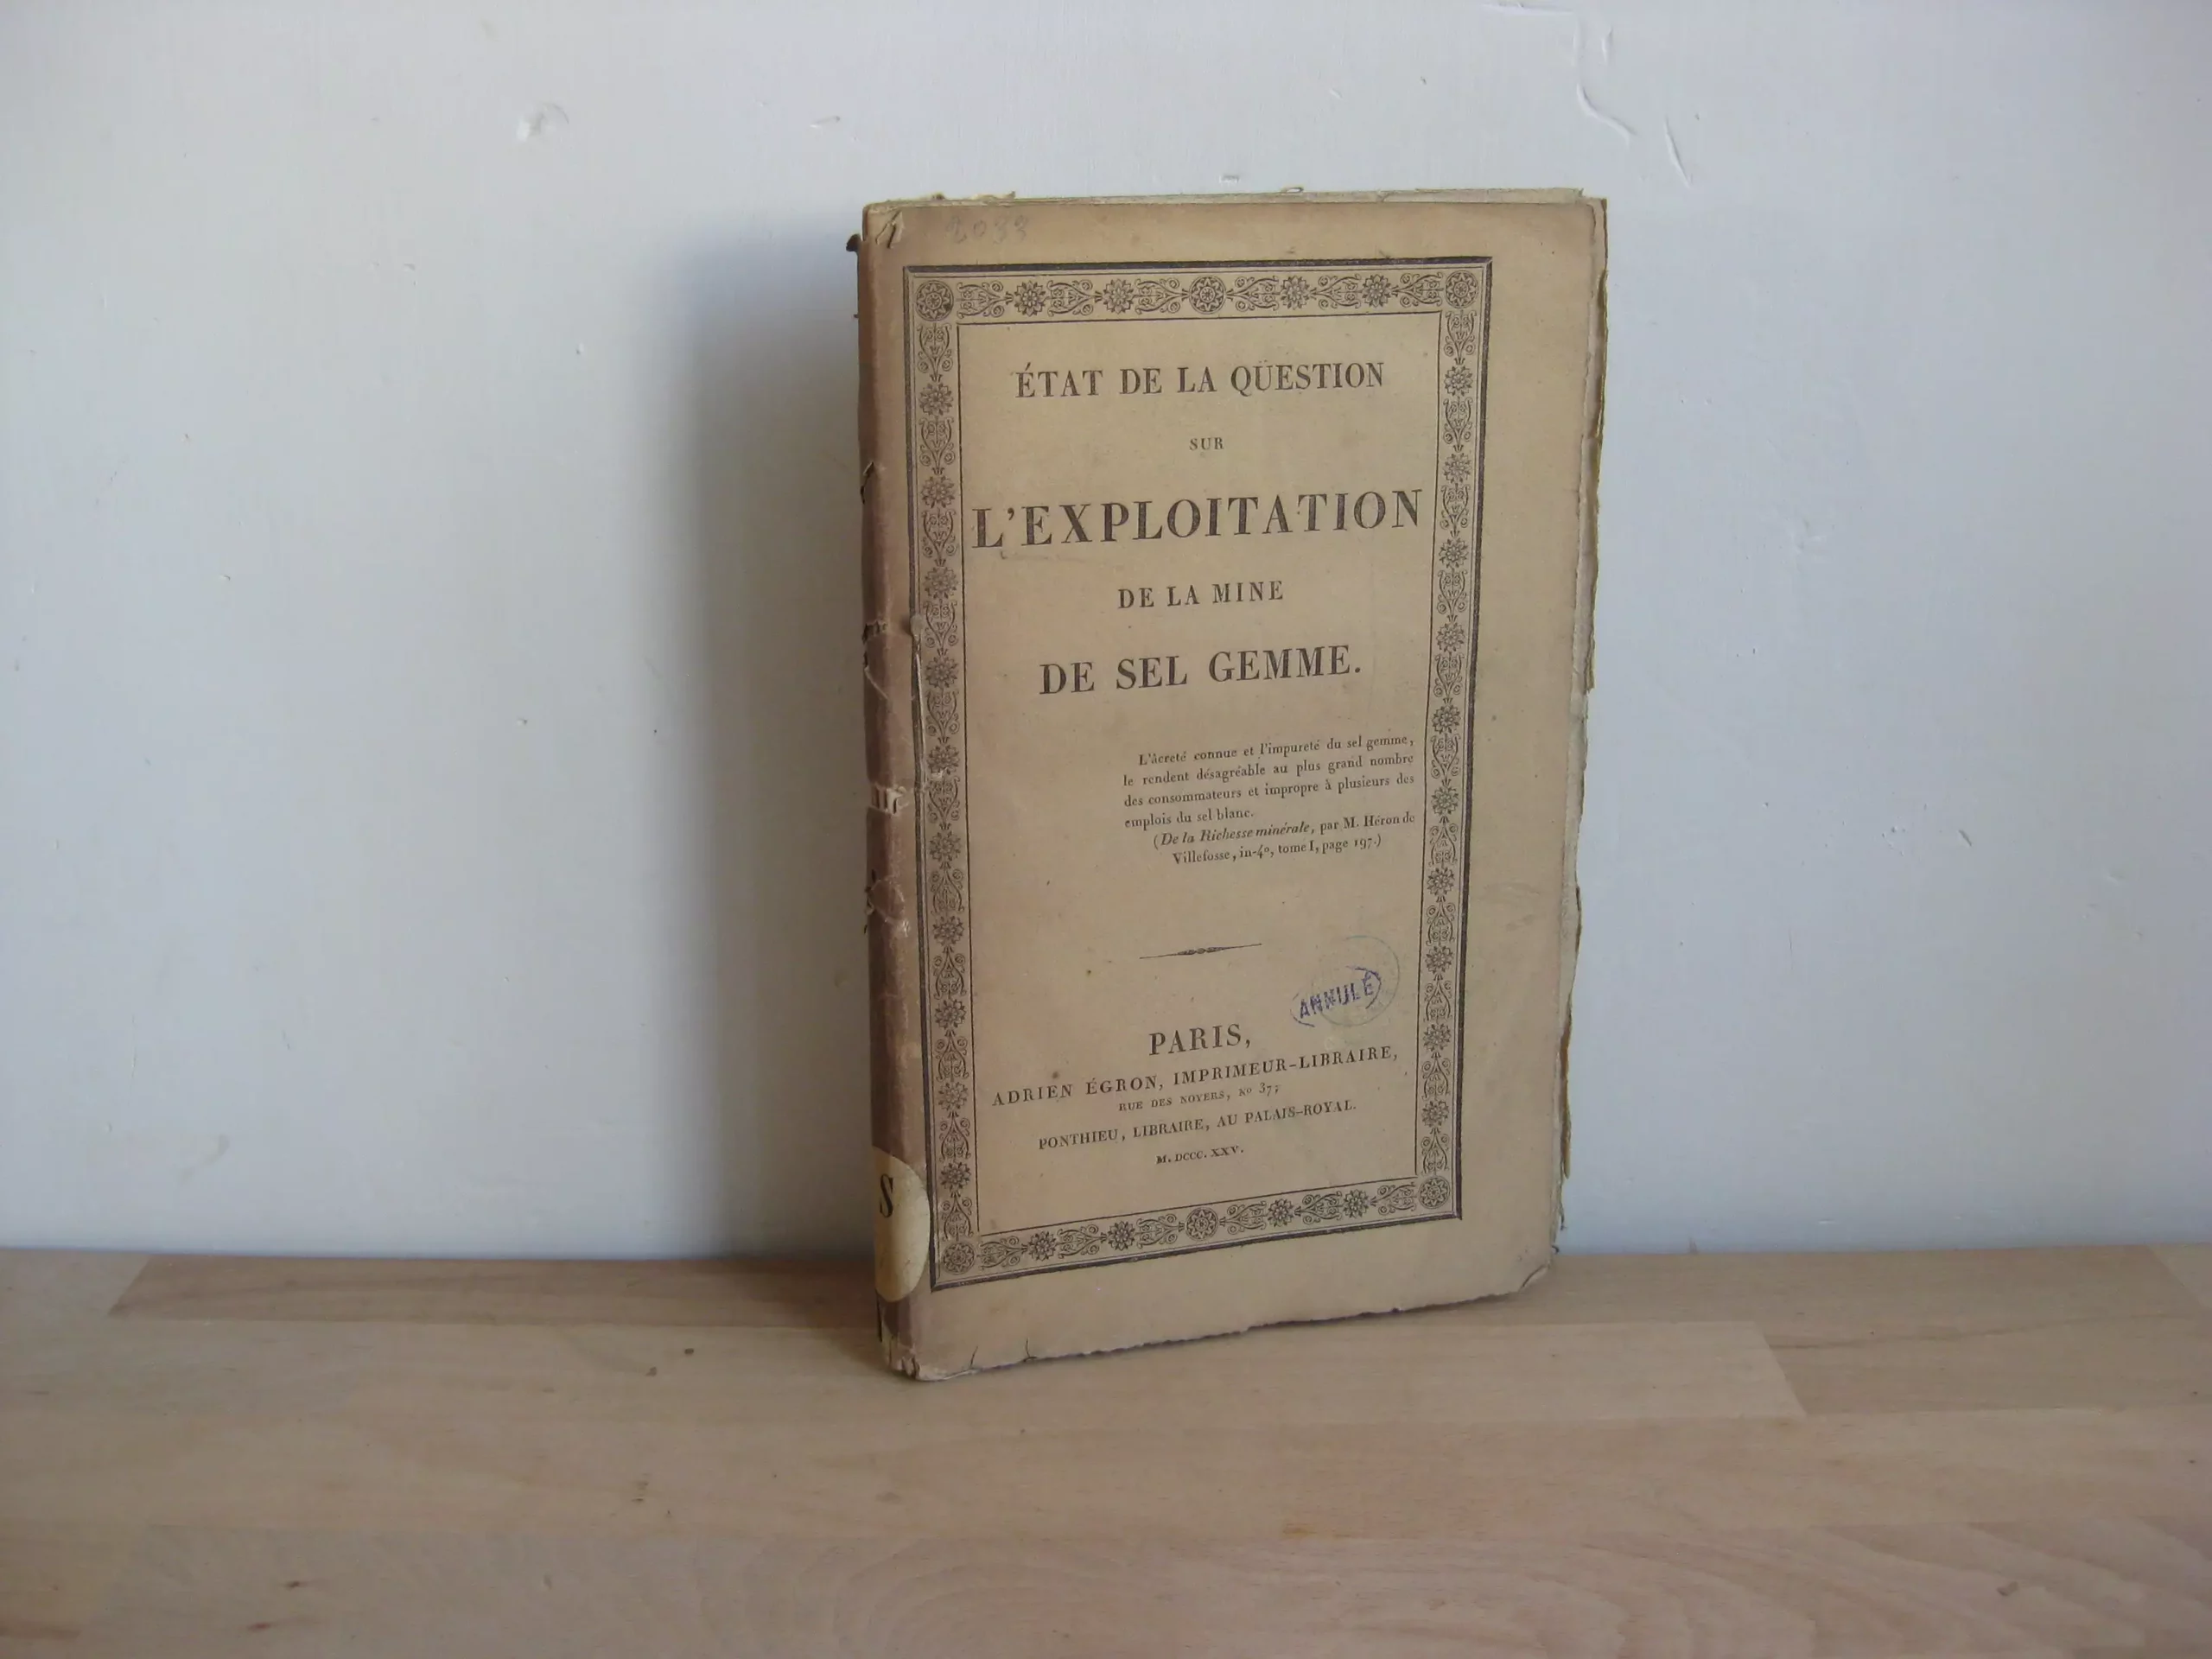 2033
ÉTAT DE LA QUESTION
SUR
L'EXPLOITATION
DE LA MINE
DE SEL GEMME.
L'âcreté connue et l'impureté du sel gemme,
le rendent désagréable au plus grand nombre
des consommateurs et impropre à plusieurs des
emplois du sel blanc.
(De la Richesse minérale, par M. Héron de
Villefosse, in-4º, tome I, page 197.)
ANNULÉ
PARIS,
ADRIEN ÉGRON, IMPRIMEUR-LIBRAIRE,
RUE DES NOYERS, Nº 37;
PONTHIEU, LIBRAIRE, AU PALAIS-ROYAL.
M. DCCC. XXV.
S